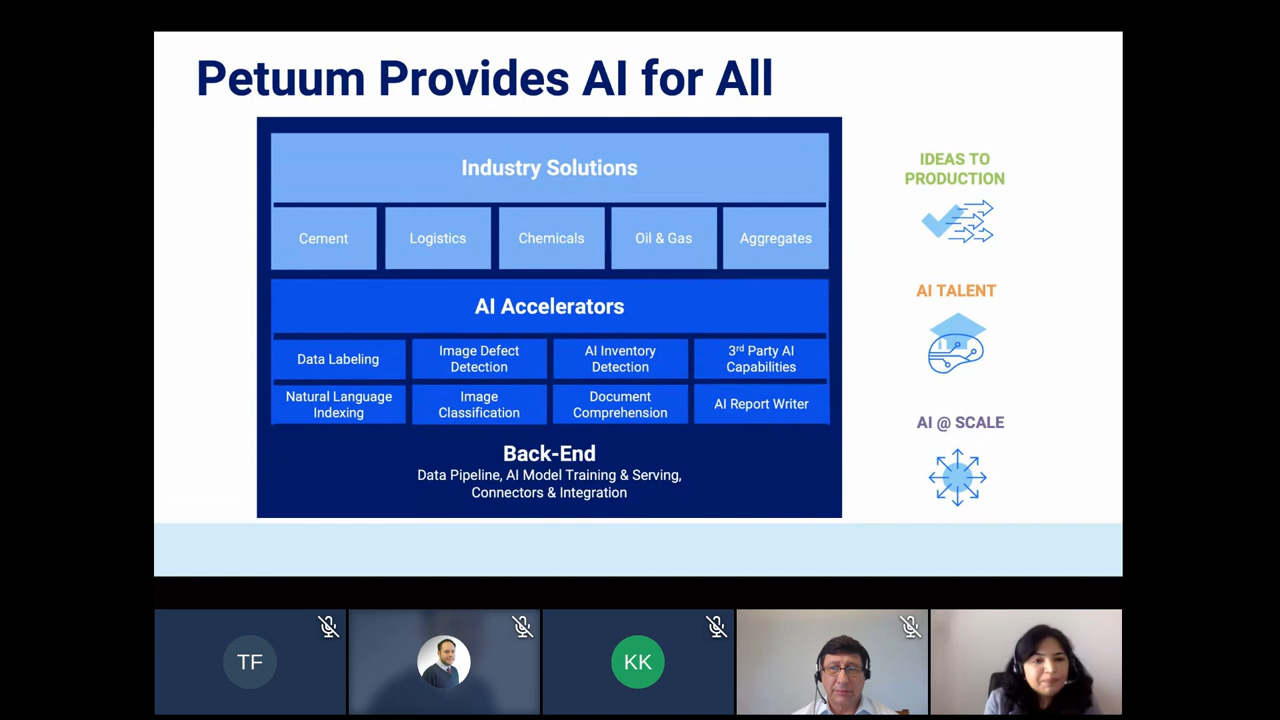 Petuum Provides AI for All
Industry Solutions
Cement
Logistics
Chemicals
Oil & Gas
Aggregates
AI Accelerators
Data Labeling
Image Defect
Detection
AI Inventory
Detection
3rd Party AI
Capabilities
Natural Language
Indexing
Image
Classification
Document
Comprehension
AI Report Writer
Back-End
Data Pipeline, AI Model Training & Serving,
Connectors & Integration
IDEAS TO
PRODUCTION
AI TALENT
AI @ SCALE
TF
KK